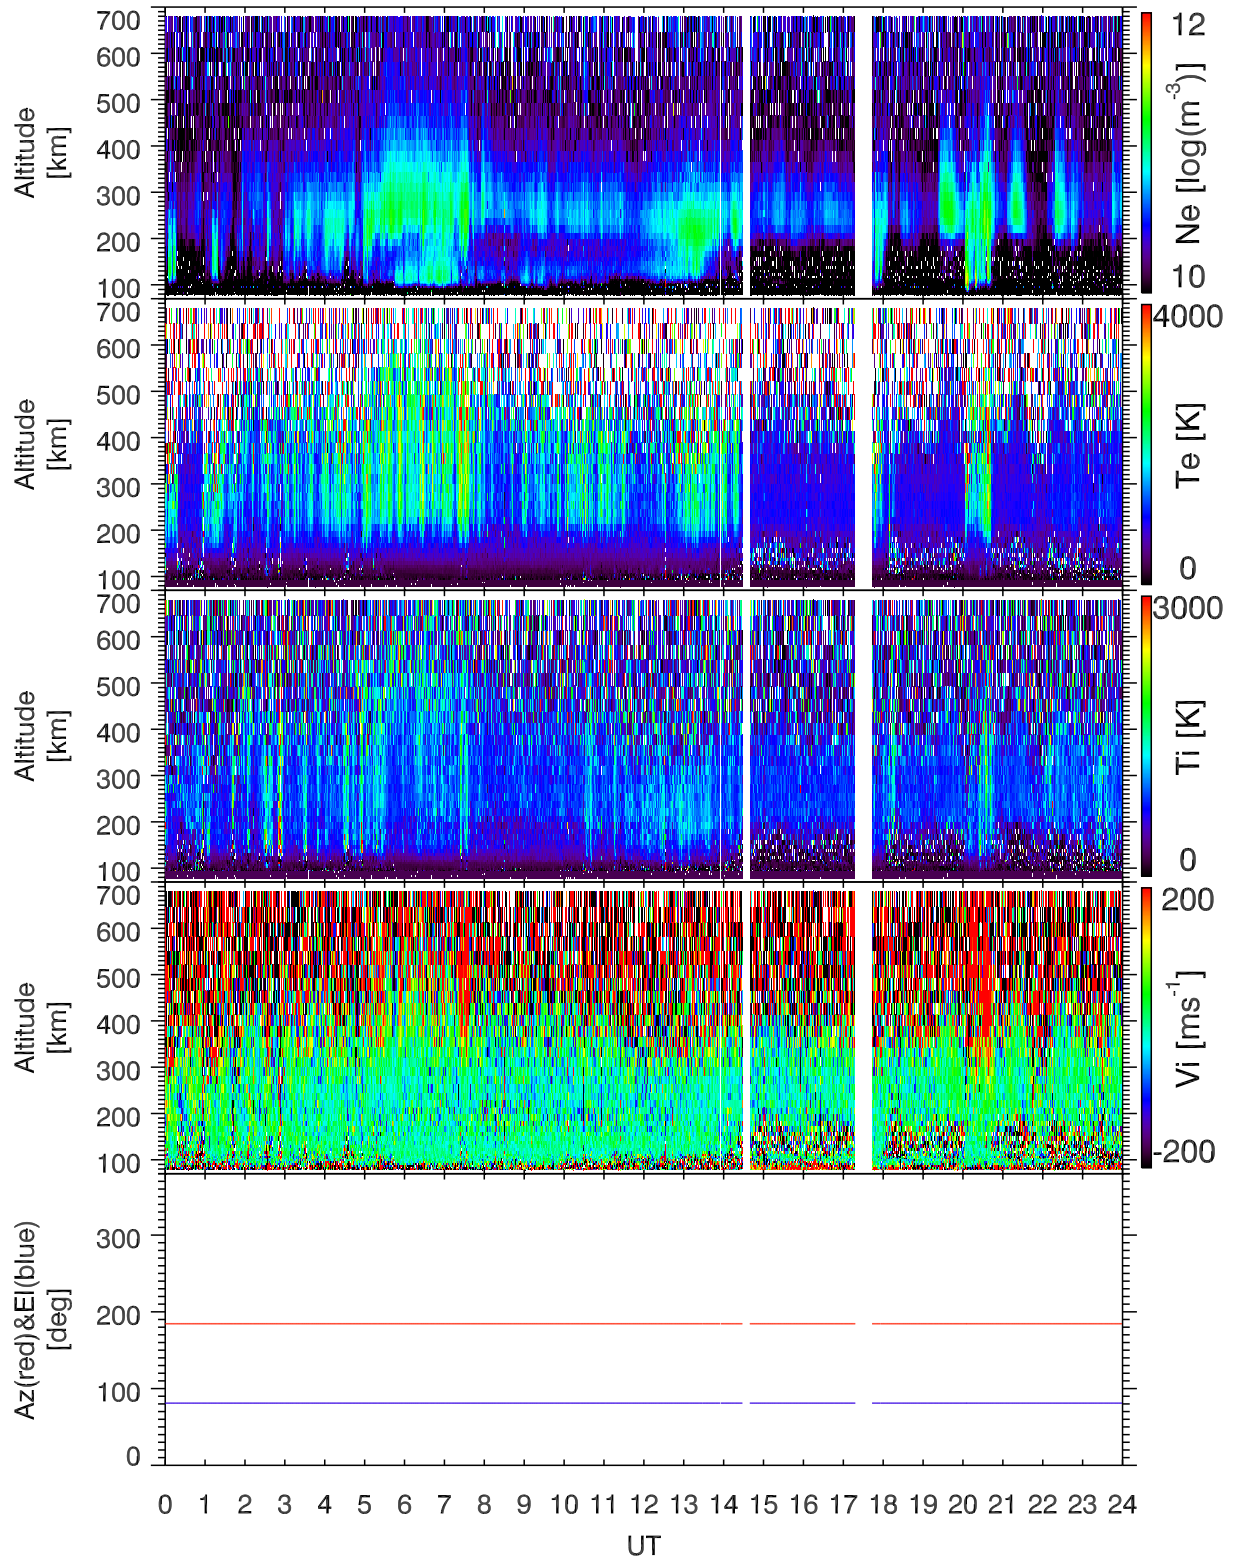 700
600
500
400
300
200
100
Altitude
[km]
12
10
Ne [log(m⁻³)]
700
600
500
400
300
200
100
Altitude
[km]
4000
0
Te [K]
700
600
500
400
300
200
100
Altitude
[km]
3000
0
Ti [K]
700
600
500
400
300
200
100
Altitude
[km]
200
-200
Vi [ms⁻¹]
300
200
100
0
Az(red)&El(blue)
[deg]
0 1 2 3 4 5 6 7 8 9 10 11 12 13 14 15 16 17 18 19 20 21 22 23 24
UT